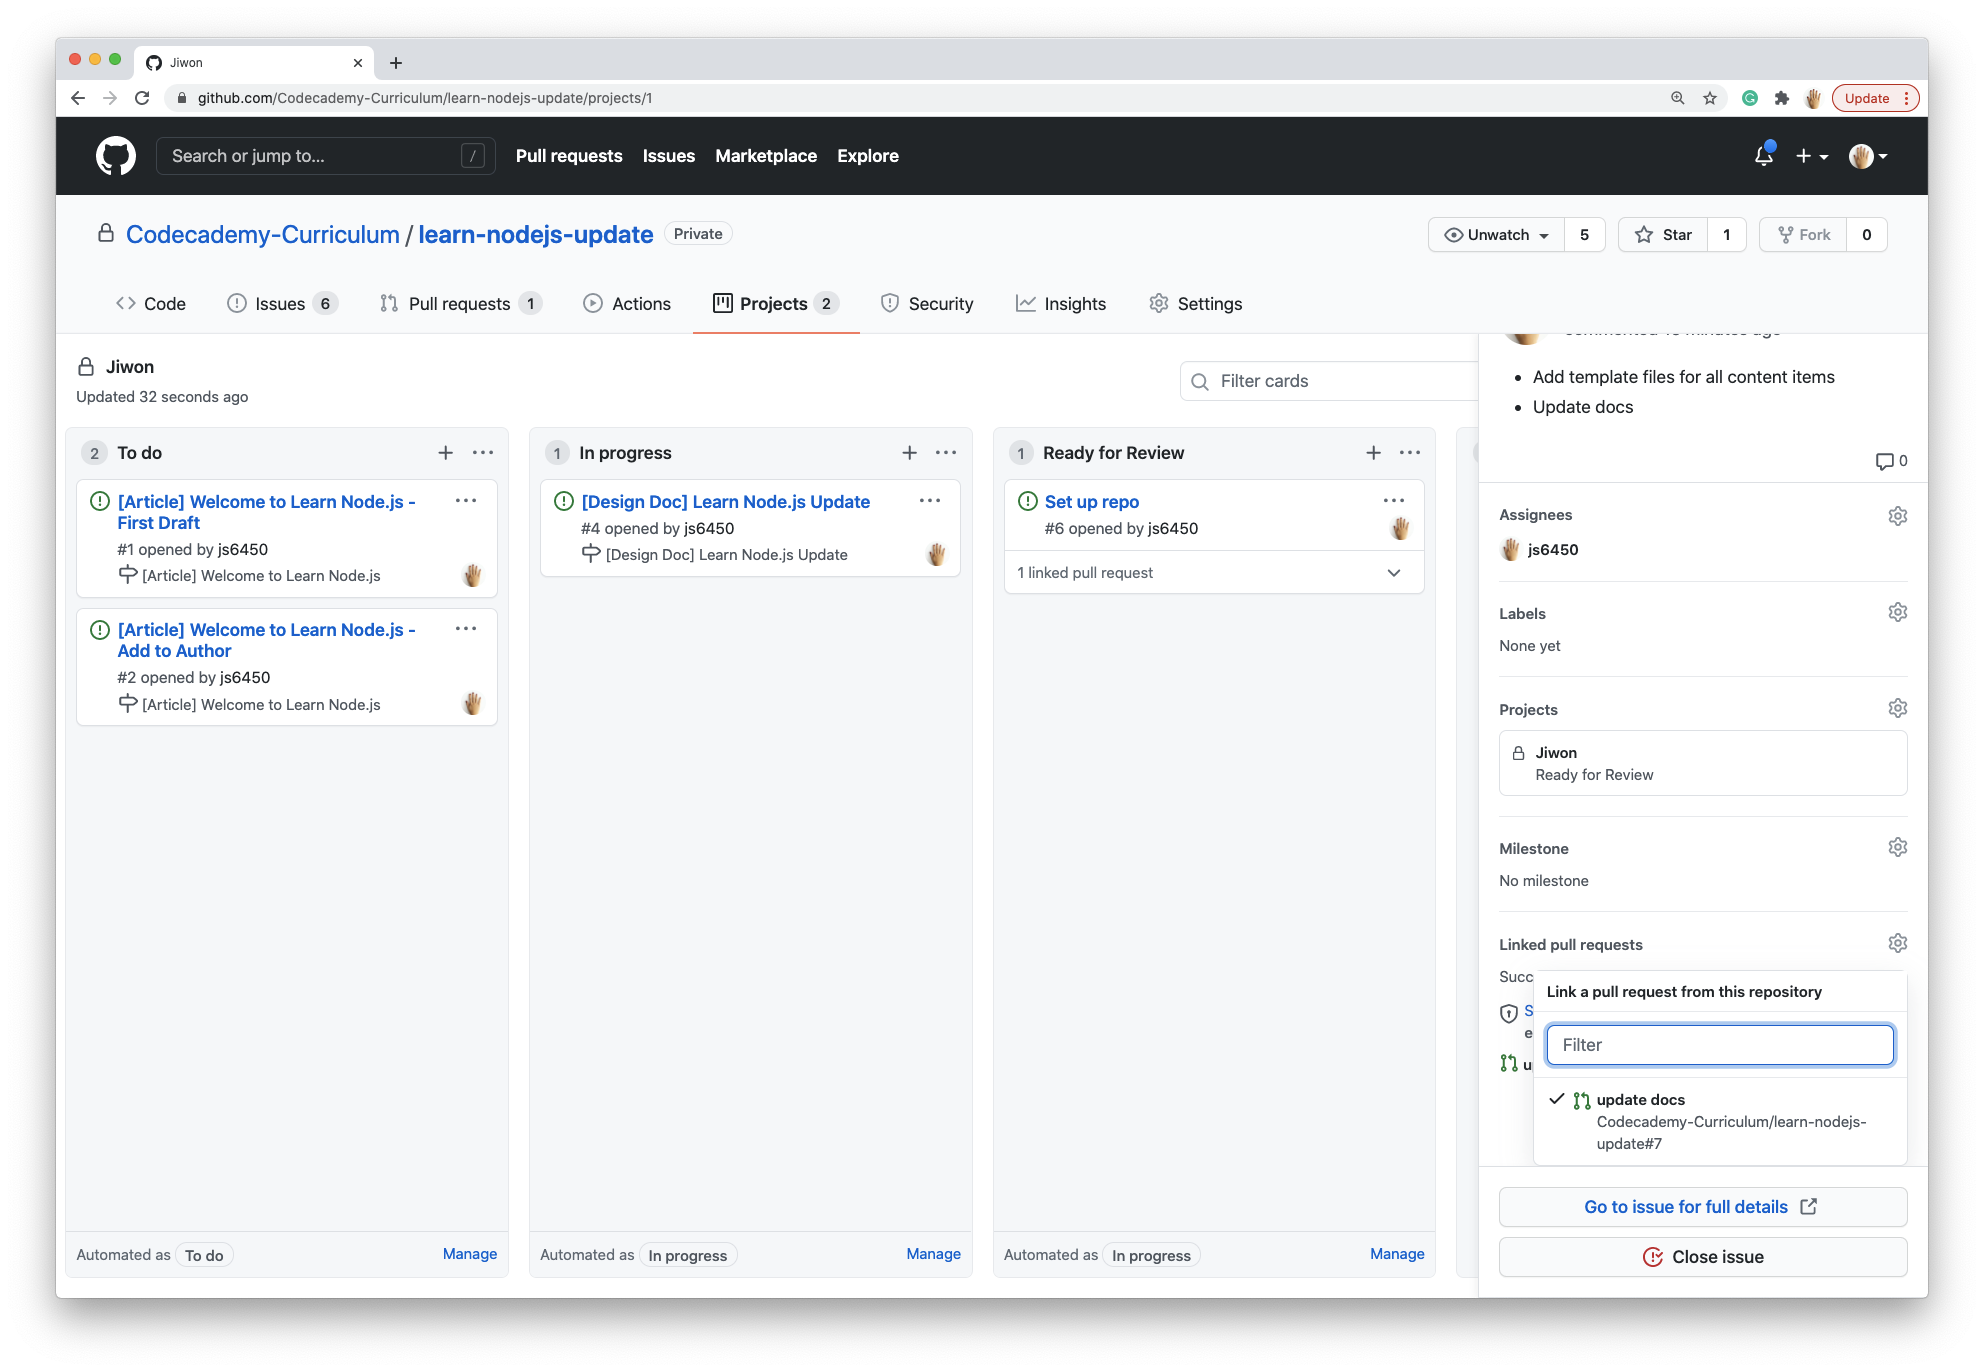 Jiwon
github.com/Codecademy-Curriculum/learn-nodejs-update/projects/1
Update
Search or jump to...
/
Pull requests
Issues
Marketplace
Explore
Codecademy-Curriculum / learn-nodejs-update
Private
Unwatch
5
Star
1
Fork
0
Code
Issues 6
Pull requests 1
Actions
Projects 2
Security
Insights
Settings
Jiwon
Updated 32 seconds ago
Filter cards
2 To do
[Article] Welcome to Learn Node.js -
First Draft
#1 opened by js6450
[Article] Welcome to Learn Node.js
[Article] Welcome to Learn Node.js -
Add to Author
#2 opened by js6450
[Article] Welcome to Learn Node.js
Automated as To do
Manage
1 In progress
[Design Doc] Learn Node.js Update
#4 opened by js6450
[Design Doc] Learn Node.js Update
Automated as In progress
Manage
1 Ready for Review
Set up repo
#6 opened by js6450
1 linked pull request
Automated as In progress
Manage
Add template files for all content items
Update docs
0
Assignees
js6450
Labels
None yet
Projects
Jiwon
Ready for Review
Milestone
No milestone
Linked pull requests
Succ
S
e
u
Link a pull request from this repository
Filter
update docs
Codecademy-Curriculum/learn-nodejs-
update#7
Go to issue for full details
Close issue